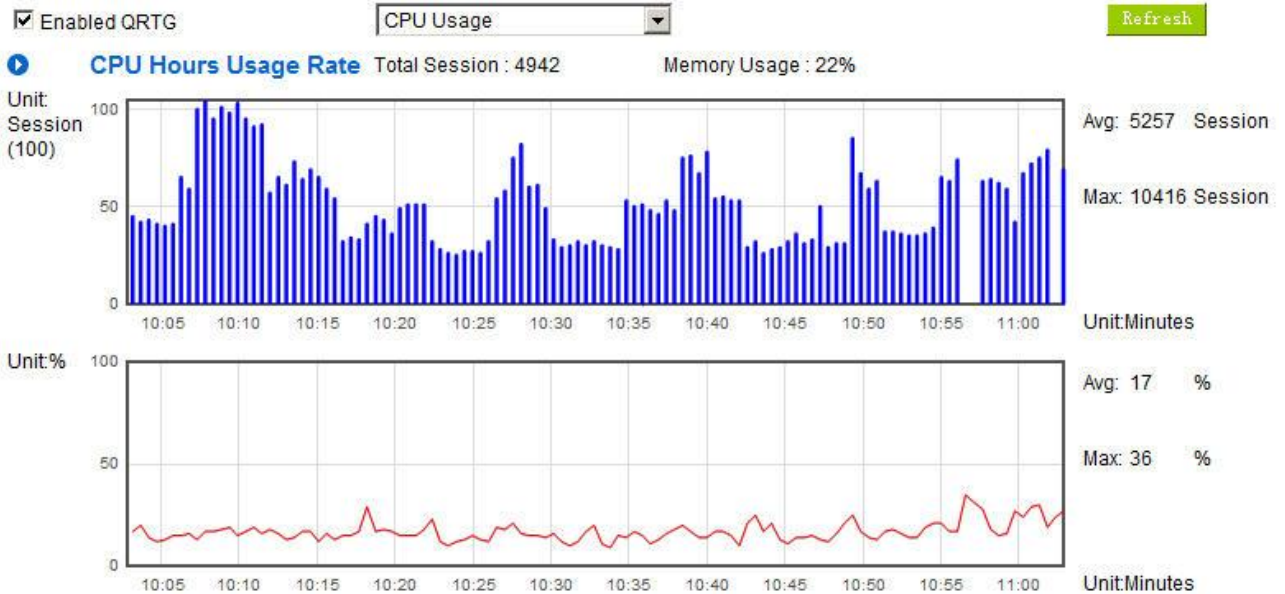 Enabled QRTG CPU Usage Refresh
CPU Hours Usage Rate Total Session : 4942 Memory Usage : 22%
Unit:
Session
(100)
100
50
0
10:05 10:10 10:15 10:20 10:25 10:30 10:35 10:40 10:45 10:50 10:55 11:00
Avg: 5257 Session
Max: 10416 Session
Unit:Minutes
Unit:%
100
50
0
10:05 10:10 10:15 10:20 10:25 10:30 10:35 10:40 10:45 10:50 10:55 11:00
Avg: 17 %
Max: 36 %
Unit:Minutes